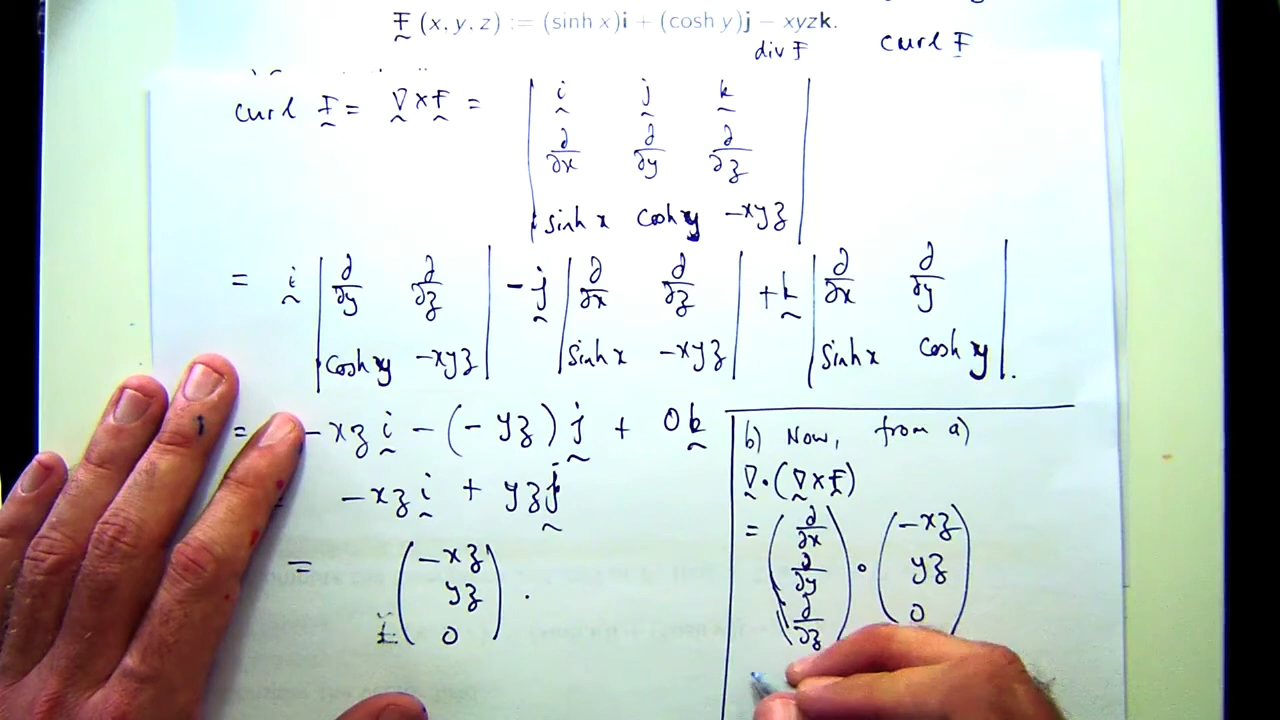 F (x, y, z) := (sinh x)i + (cosh y)j − xyzk.
div F curl F
curl F = ∇ × F = | i j k |
∂/∂x ∂/∂y ∂/∂z
sinh x cosh y −xyz
= i | ∂/∂y ∂/∂z | − j | ∂/∂x ∂/∂z | + k | ∂/∂x ∂/∂y |
cosh y −xyz sinh x −xyz sinh x cosh y .
= −xz i − (−yz) j + 0 k
−xz i + yz j
= ( −xz
yz
0 ) .
b) Now, from a)
∇ · (∇ × F)
= ( ∂/∂x ∂/∂y ∂/∂z ) · ( −xz yz 0 )